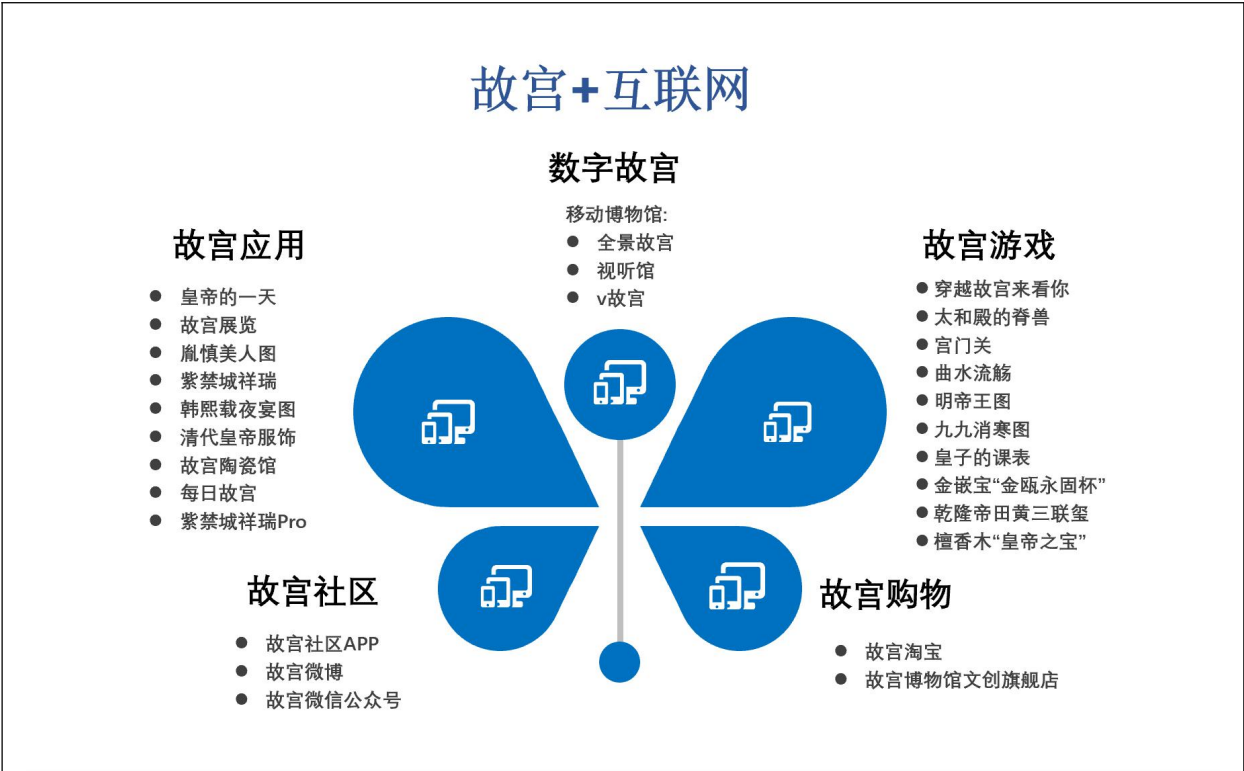 故宫+互联网
数字故宫
移动博物馆:
● 全景故宫
● 视听馆
● v故宫
故宫应用
● 皇帝的一天
● 故宫展览
● 胤慎美人图
● 紫禁城祥瑞
● 韩熙载夜宴图
● 清代皇帝服饰
● 故宫陶瓷馆
● 每日故宫
● 紫禁城祥瑞Pro
故宫游戏
● 穿越故宫来看你
● 太和殿的脊兽
● 宫门关
● 曲水流觞
● 明帝王图
● 九九消寒图
● 皇子的课表
● 金嵌宝“金瓯永固杯”
● 乾隆帝田黄三联玺
● 檀香木“皇帝之宝”
故宫社区
● 故宫社区APP
● 故宫微博
● 故宫微信公众号
故宫购物
● 故宫淘宝
● 故宫博物馆文创旗舰店